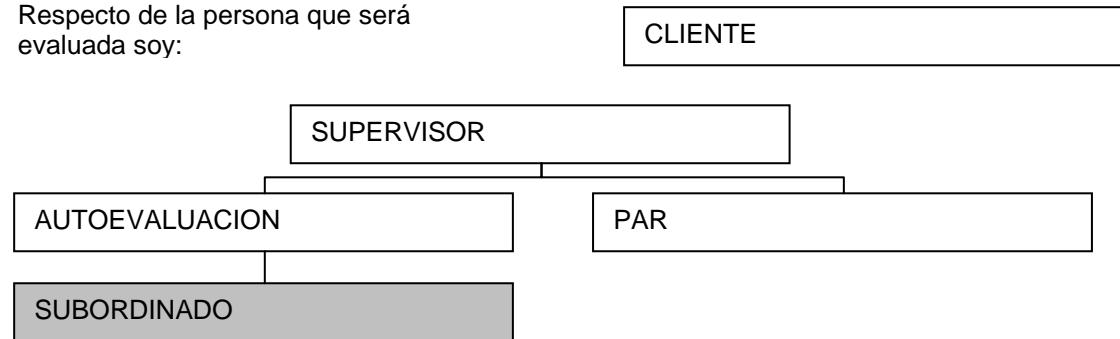 Respecto de la persona que será
evaluada soy:
CLIENTE
SUPERVISOR
AUTOEVALUACION
PAR
SUBORDINADO